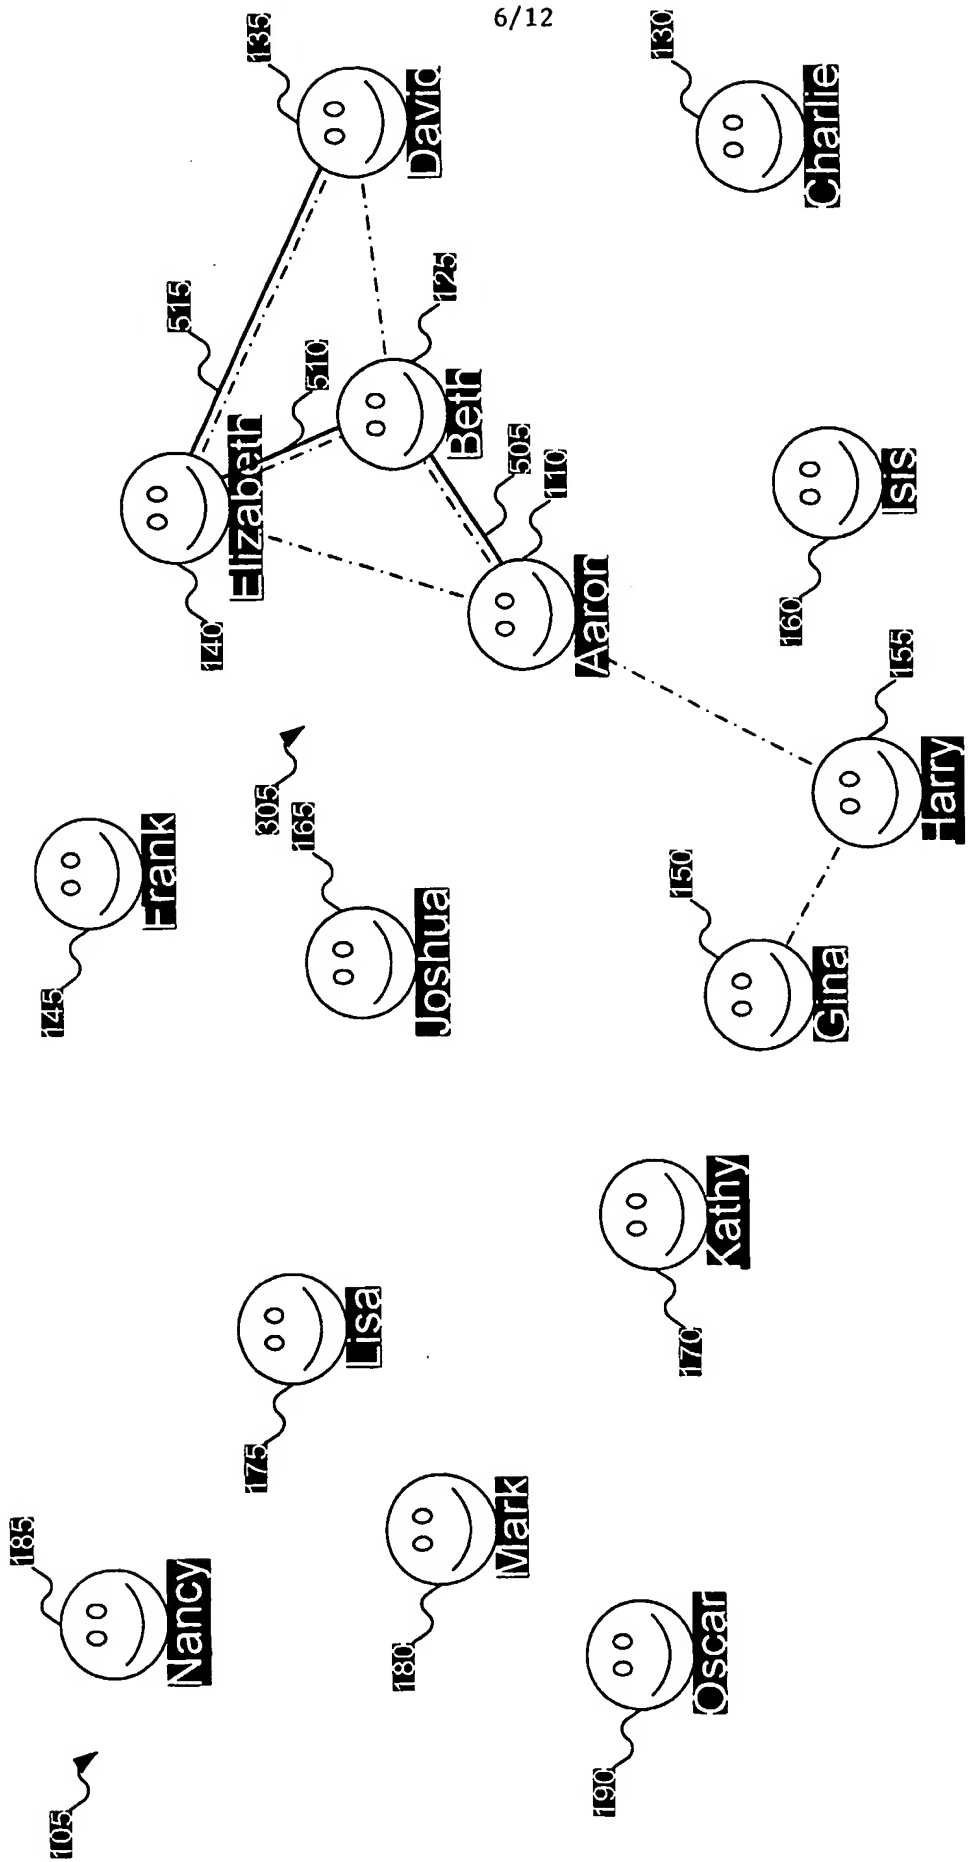 6/12
105
185
Nancy
175
Lisa
180
Mark
190
Oscar
145
Frank
305
165
Joshua
170
Kathy
150
Gina
155
Harry
140
Elizabeth
515
510
135
David
125
Beth
505
110
Aaron
160
Isis
130
Charlie